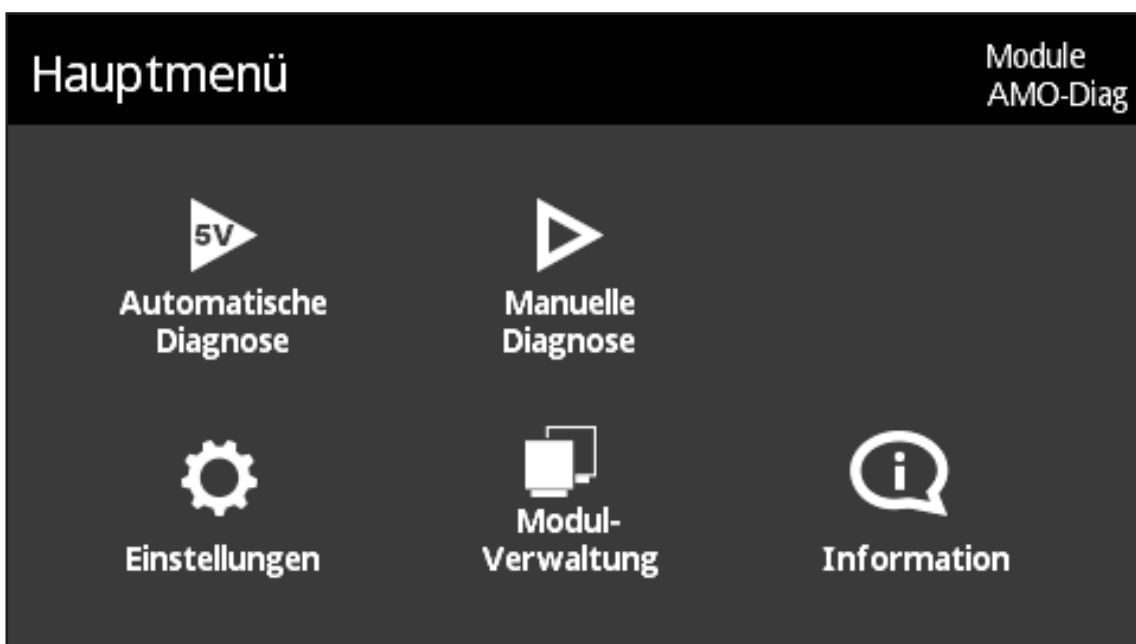 Hauptmenü
Module
AMO-Diag
5V
Automatische
Diagnose
Manuelle
Diagnose
Einstellungen
Modul-
Verwaltung
i
Information